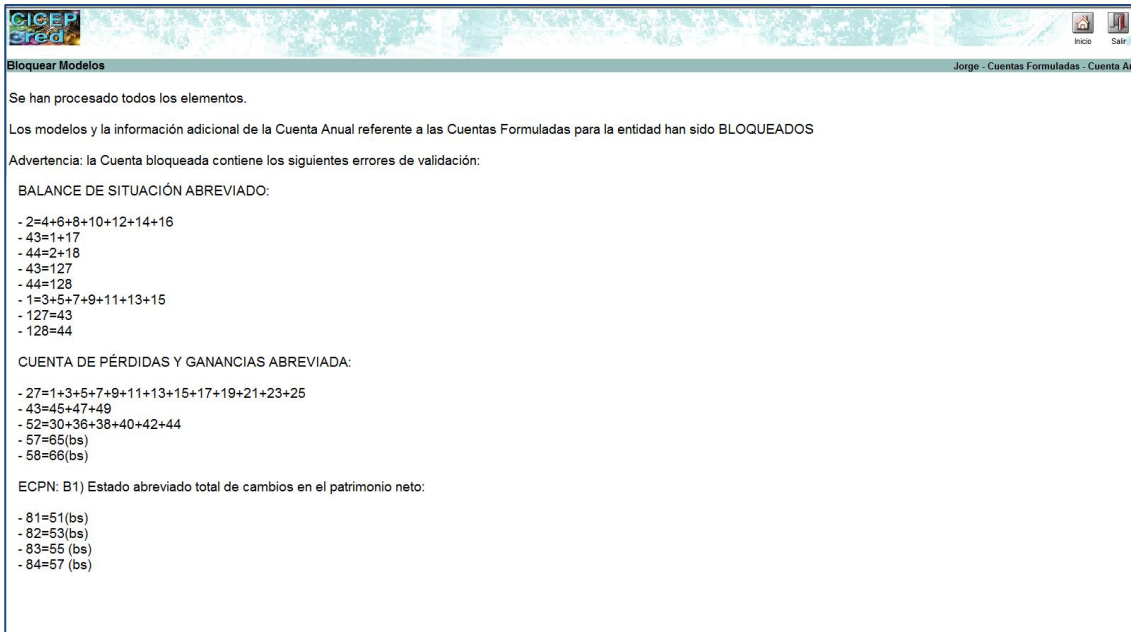 CICEP
red
Inicio
Salir
Bloquear Modelos
Jorge - Cuentas Formuladas - Cuenta
Se han procesado todos los elementos.
Los modelos y la información adicional de la Cuenta Anual referente a las Cuentas Formuladas para la entidad han sido BLOQUEADOS
Advertencia: la Cuenta bloqueada contiene los siguientes errores de validación:
BALANCE DE SITUACIÓN ABREVIADO:
- 2=4+6+8+10+12+14+16
- 43=1+17
- 44=2+18
- 43=127
- 44=128
- 1=3+5+7+9+11+13+15
- 127=43
- 128=44
CUENTA DE PÉRDIDAS Y GANANCIAS ABREVIADA:
- 27=1+3+5+7+9+11+13+15+17+19+21+23+25
- 43=45+47+49
- 52=30+36+38+40+42+44
- 57=65(bs)
- 58=66(bs)
ECPN: B1) Estado abreviado total de cambios en el patrimonio neto:
- 81=51(bs)
- 82=53(bs)
- 83=55 (bs)
- 84=57 (bs)